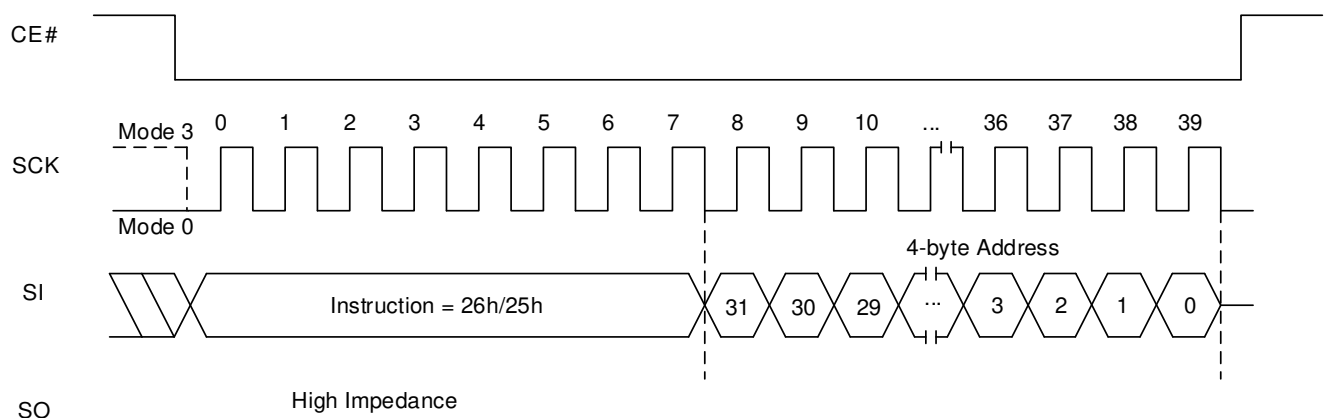 CE#
Mode 3 0 1 2 3 4 5 6 7 8 9 10 ... 36 37 38 39
SCK
Mode 0
4-byte Address
SI Instruction = 26h/25h 31 30 29 ... 3 2 1 0
High Impedance
SO